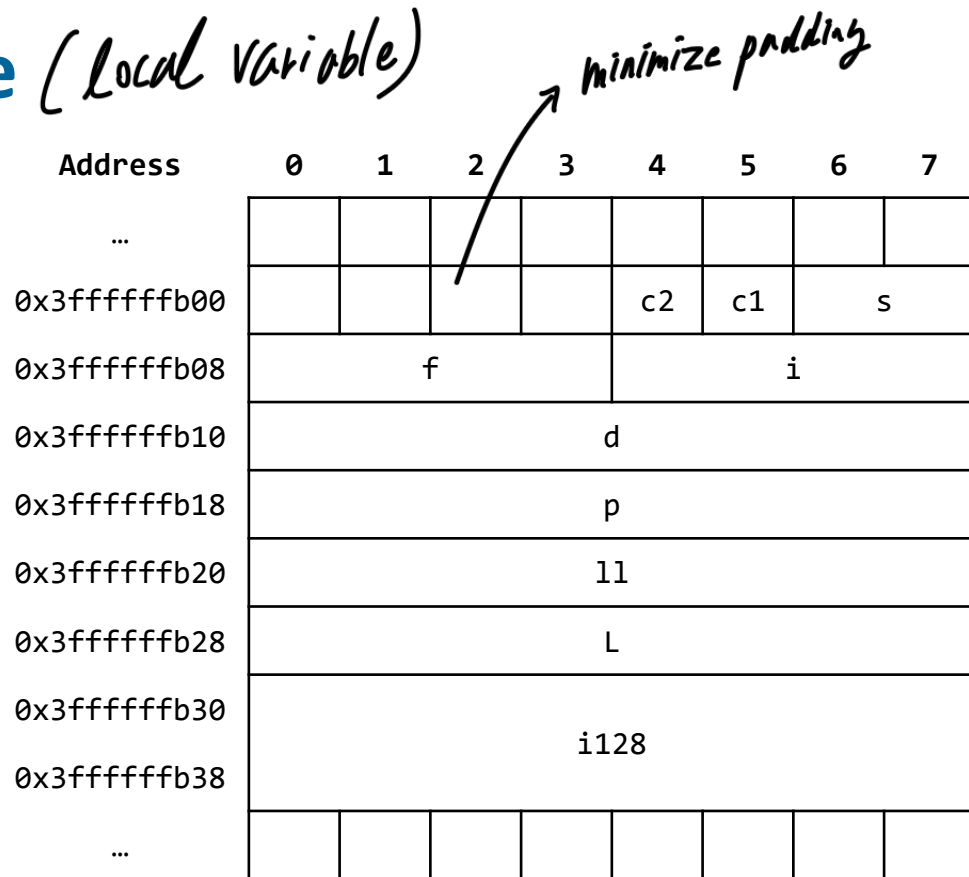 e (local variable)
minimize padding
Address 0 1 2 3 4 5 6 7
…
0x3ffffffb00 c2 c1 s
0x3ffffffb08 f i
0x3ffffffb10 d
0x3ffffffb18 p
0x3ffffffb20 ll
0x3ffffffb28 L
0x3ffffffb30
i128
0x3ffffffb38
…